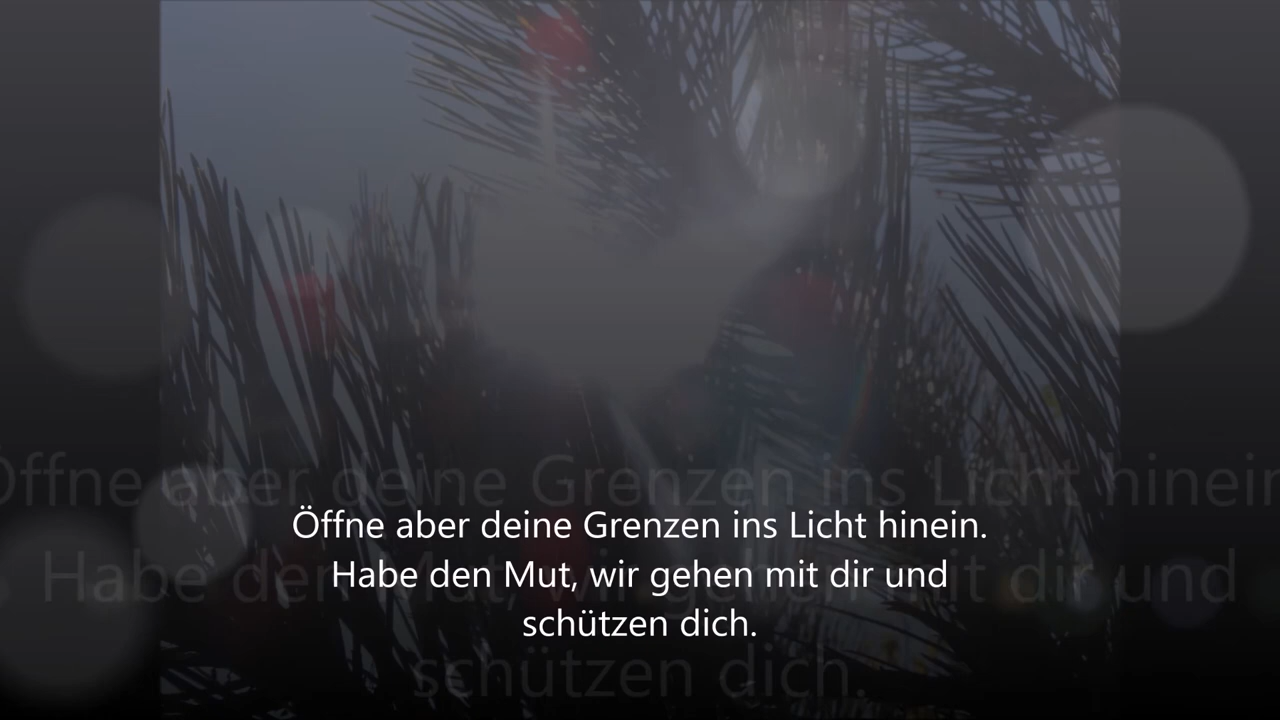 Öffne aber deine Grenzen ins Licht hinein.
Habe den Mut, wir gehen mit dir und
schützen dich.